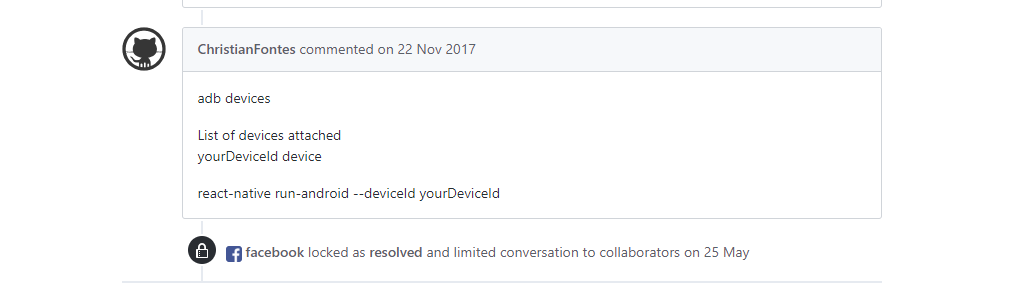 ChristianFontes commented on 22 Nov 2017
adb devices
List of devices attached
yourDeviceId device
react-native run-android --deviceId yourDeviceId
facebook locked as resolved and limited conversation to collaborators on 25 May